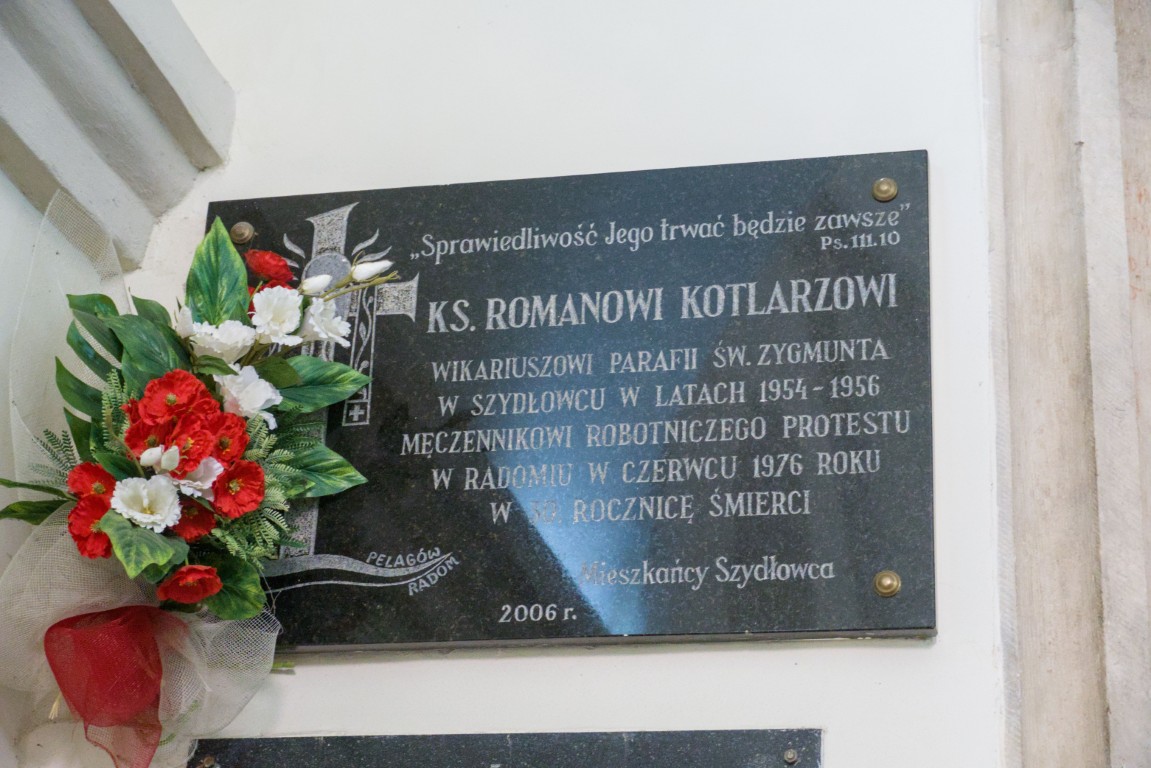 „Sprawiedliwość Jego trwać będzie zawsze”
Ps. 111.10
KS. ROMANOWI KOTLARZOWI
WIKARIUSZOWI PARAFII ŚW. ZYGMUNTA
W SZYDŁOWCU W LATACH 1954 - 1956
MĘCZENNIKOWI ROBOTNICZEGO PROTESTU
W RADOMIU W CZERWCU 1976 ROKU
W 30. ROCZNICĘ ŚMIERCI
PELAGÓW
RADOM
Mieszkańcy Szydłowca
2006 r.